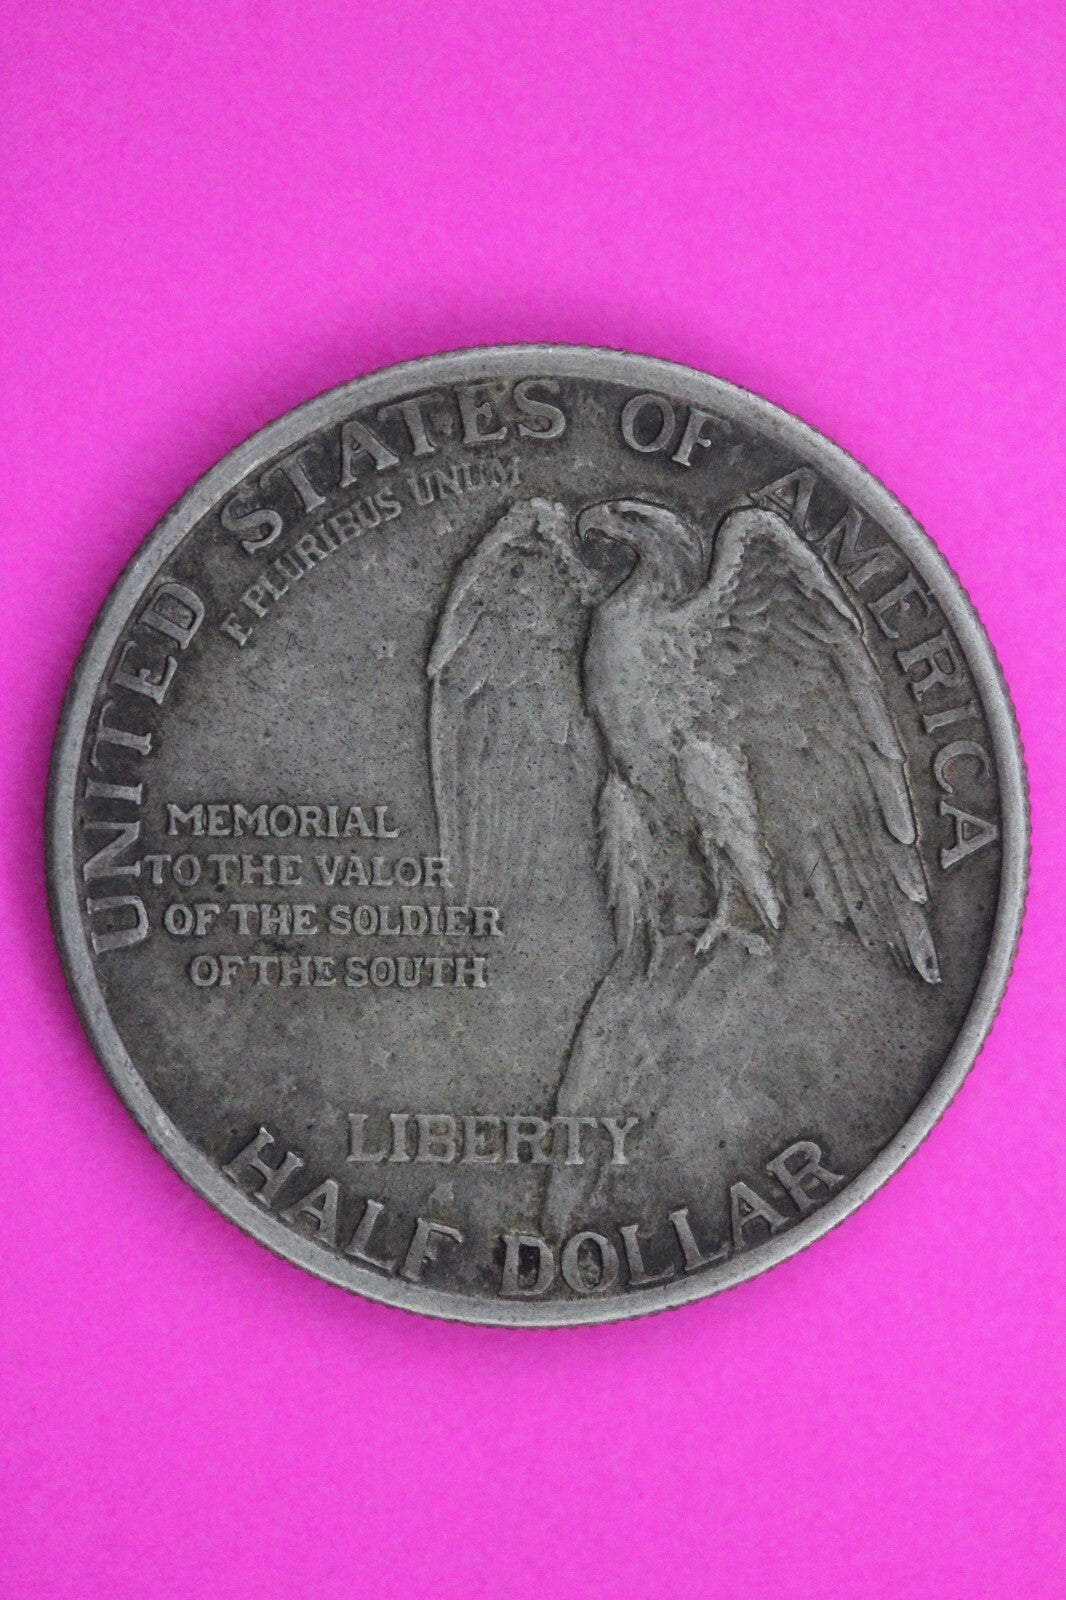 UNITED STATES OF AMERICA
E PLURIBUS UNUM
MEMORIAL
TO THE VALOR
OF THE SOLDIER
OF THE SOUTH
LIBERTY
HALF DOLLAR